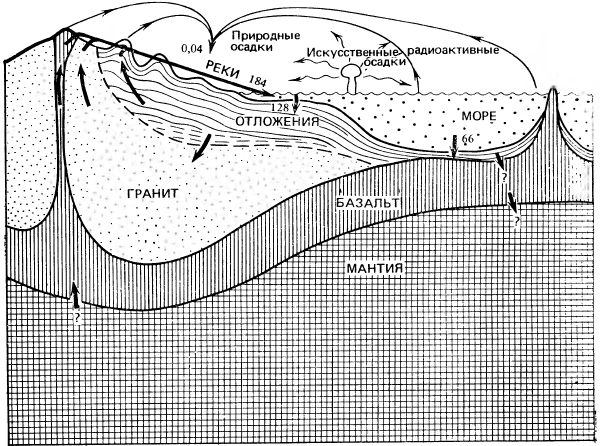 Природные
осадки
0,04
Искусственные радиоактивные
осадки
РЕКИ 184
128
ОТЛОЖЕНИЯ
МОРЕ
66
?
ГРАНИТ
БАЗАЛЬТ
?
МАНТИЯ
?